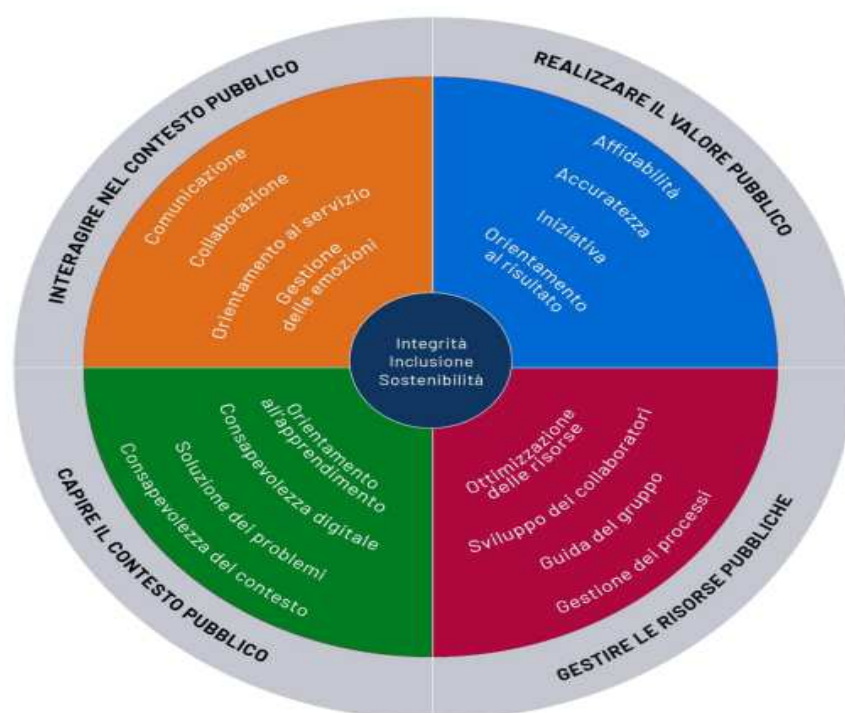 INTERAGIRE NEL CONTESTO PUBBLICO
Comunicazione
Collaborazione
Orientamento al servizio
Gestione
delle emozioni
REALIZZARE IL VALORE PUBBLICO
Affidabilità
Accuratezza
Iniziativa
Orientamento
al risultato
Integrità
Inclusione
Sostenibilità
CAPIRE IL CONTESTO PUBBLICO
Orientamento
all'apprendimento
Consapevolezza digitale
Soluzione dei problemi
Consapevolezza del contesto
GESTIRE LE RISORSE PUBBLICHE
Ottimizzazione
delle risorse
Sviluppo dei collaboratori
Guida del gruppo
Gestione dei processi